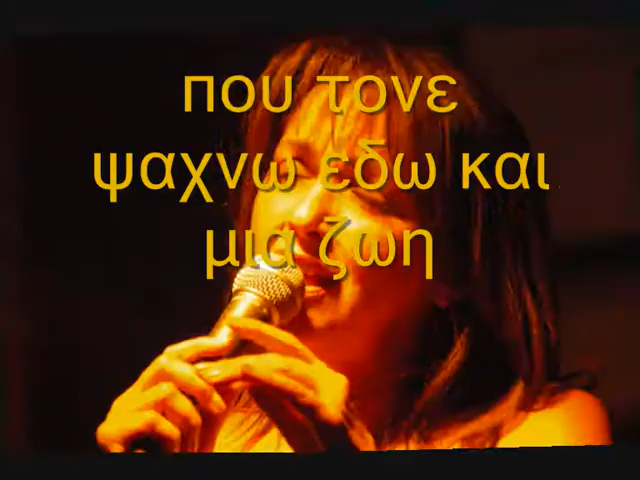 που τονε
ψαχνω εδω και
μια ζωη